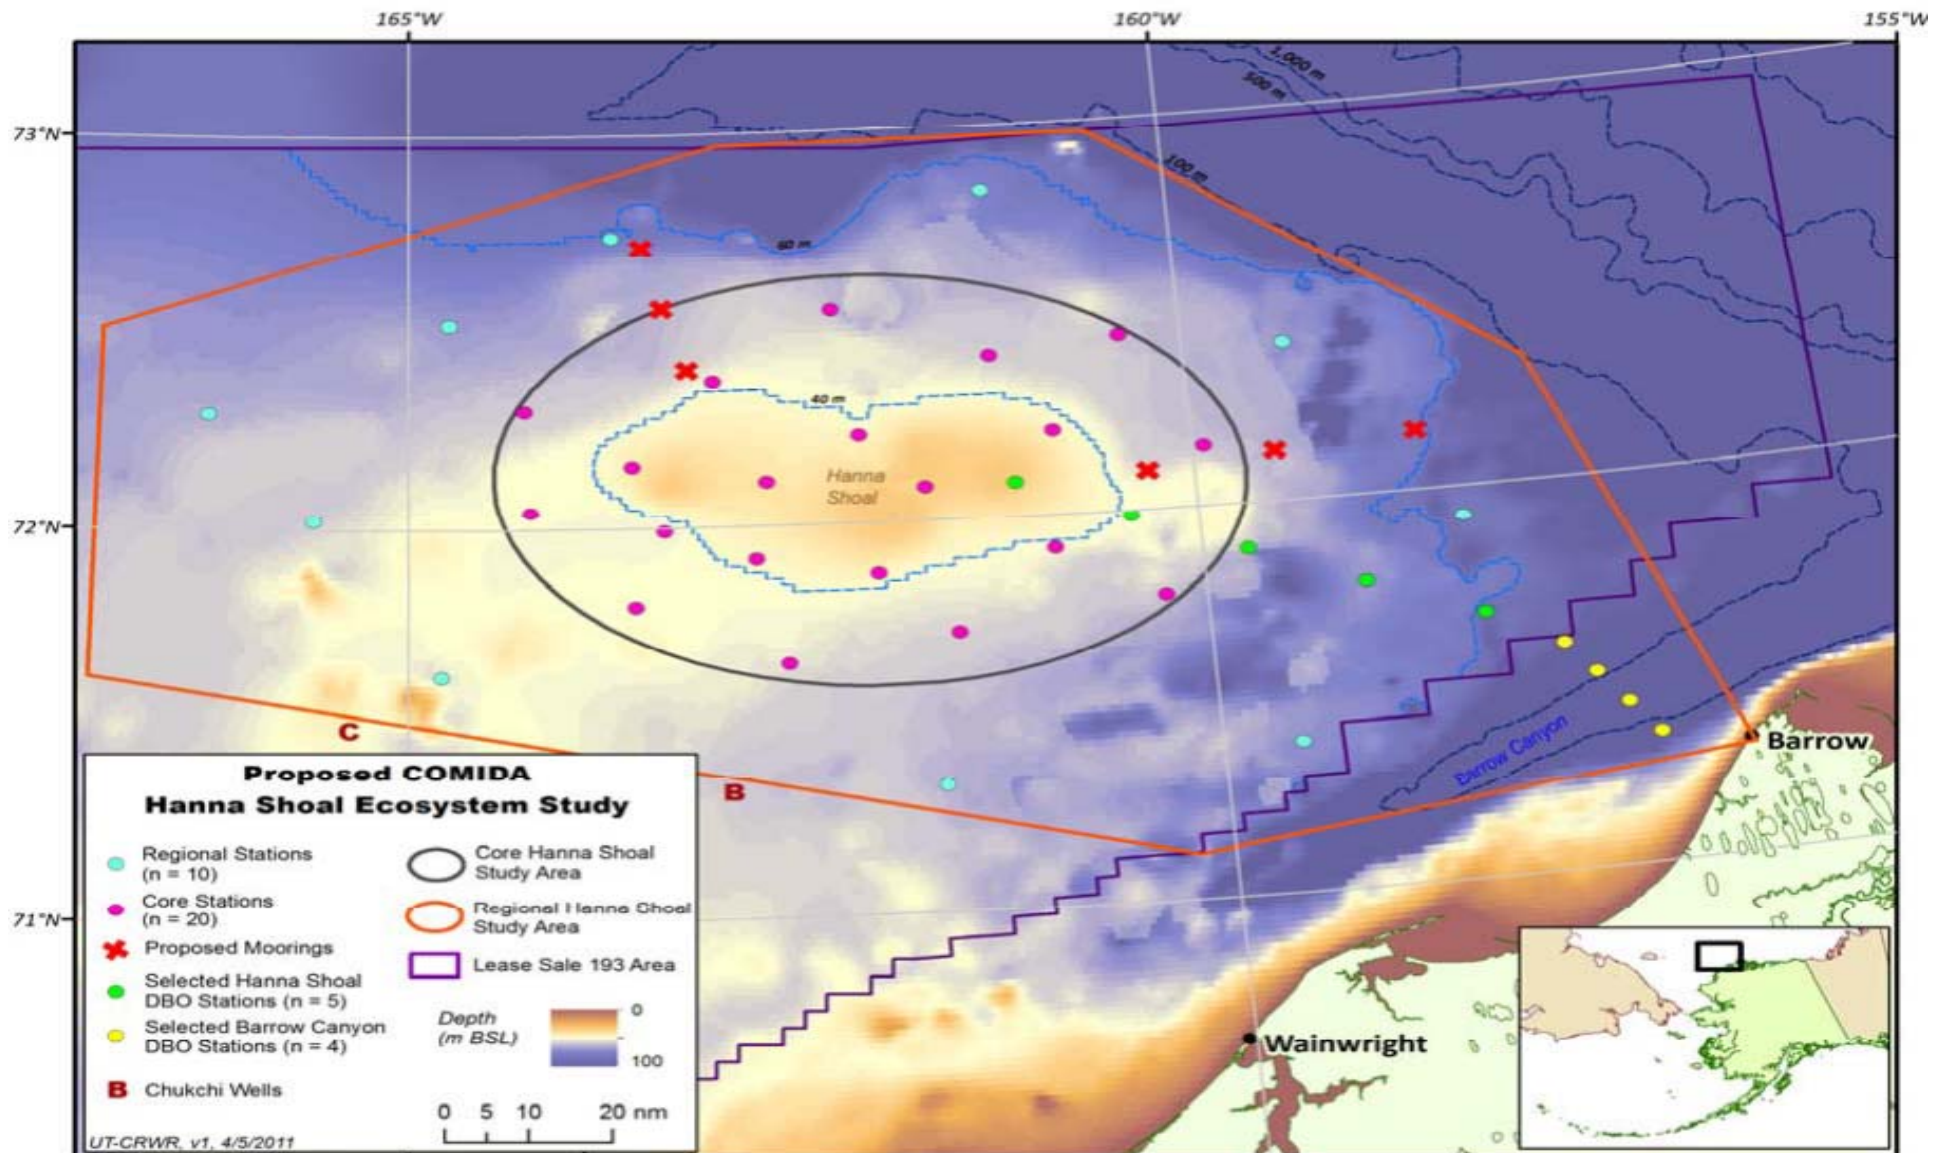 165°W
160°W
155°W
1,000 m
500 m
73°N
100 m
60 m
40 m
Hanna
Shoal
72°N
C
B
Barrow Canyon
Barrow
Proposed COMIDA
Hanna Shoal Ecosystem Study
Regional Stations
(n = 10)
Core Stations
(n = 20)
Proposed Moorings
Selected Hanna Shoal
DBO Stations (n = 5)
Selected Barrow Canyon
DBO Stations (n = 4)
B Chukchi Wells
Core Hanna Shoal
Study Area
Regional Hanna Shoal
Study Area
Lease Sale 193 Area
Depth
(m BSL)
0
100
0 5 10 20 nm
UT-CRWR, v1, 4/5/2011
71°N
Wainwright